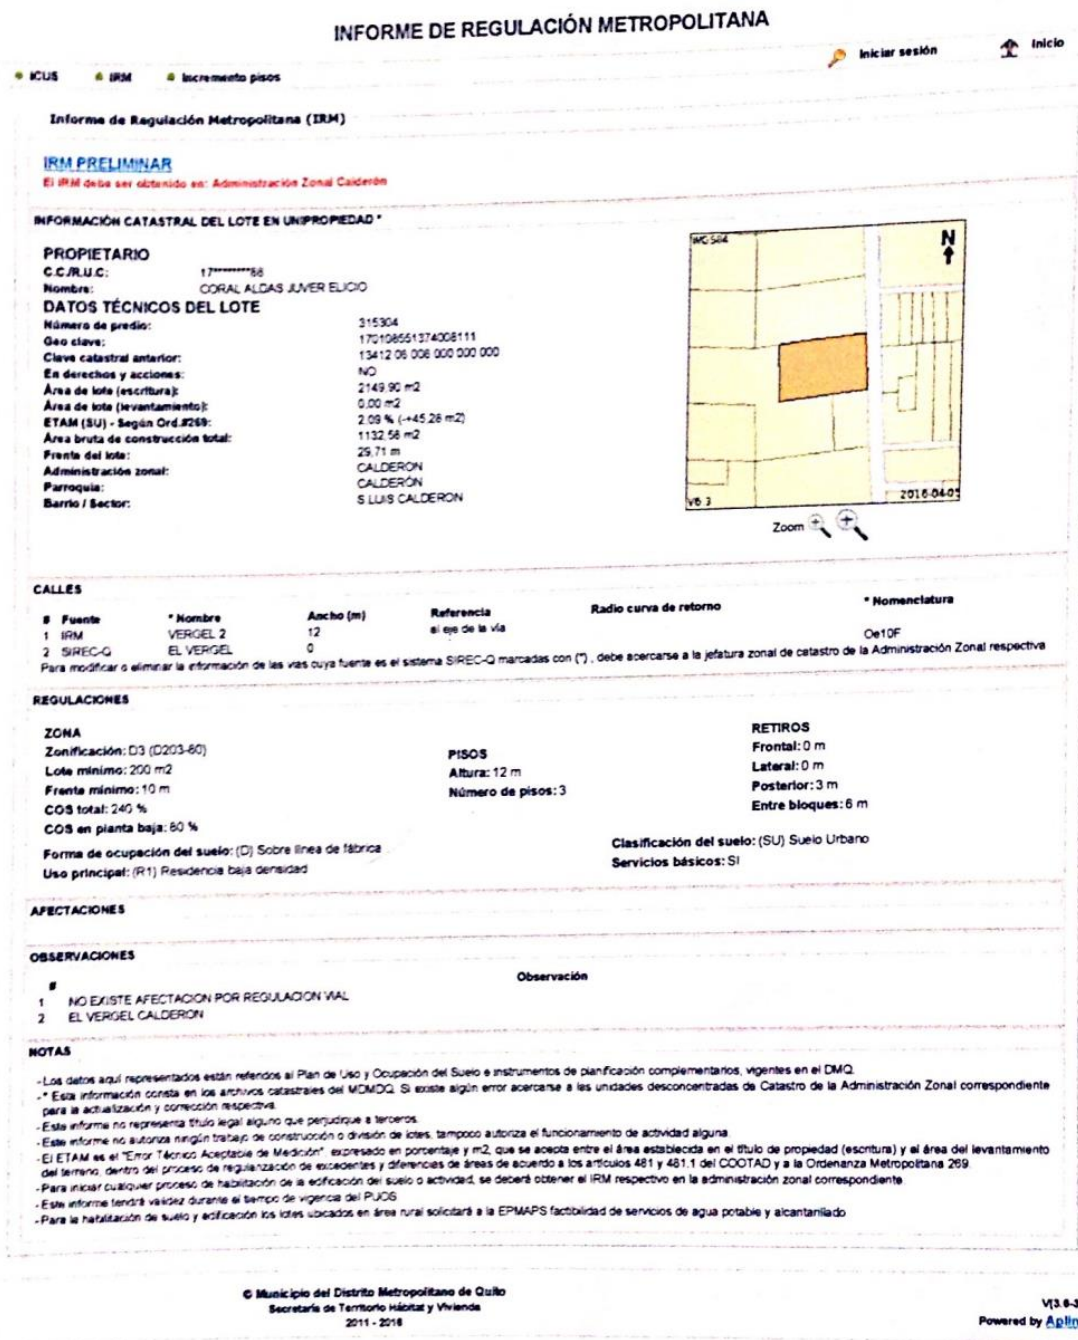 INFORME DE REGULACIÓN METROPOLITANA
Iniciar sesión Inicio
ICUS IRM Incremento pisos
Informe de Regulación Metropolitana (IRM)
IRM PRELIMINAR
El IRM debe ser obtenido en: Administración Zonal Calderón
INFORMACIÓN CATASTRAL DEL LOTE EN UNIPROPIEDAD *
PROPIETARIO
C.C./R.U.C: 17********88
Nombre: CORAL ALDAS JUVER ELICIO
DATOS TÉCNICOS DEL LOTE
Número de predio: 315304
Geo clave: 170108551374008111
Clave catastral anterior: 13412 06 006 000 000 000
En derechos y acciones: NO
Área de lote (escritura): 2149.90 m2
Área de lote (levantamiento): 0.00 m2
ETAM (SU) - Según Ord.#269: 2.09 % (-+45.28 m2)
Área bruta de construcción total: 1132.58 m2
Frente del lote: 29.71 m
Administración zonal: CALDERON
Parroquia: CALDERÓN
Barrio / Sector: S LUIS CALDERON
WG S84
N
V6 3
2016-04-05
Zoom
CALLES
# Fuente * Nombre Ancho (m) Referencia Radio curva de retorno * Nomenclatura
1 IRM VERGEL 2 12 al eje de la vía
2 SIREC-Q EL VERGEL 0 Oe10F
Para modificar o eliminar la información de las vías cuya fuente es el sistema SIREC-Q marcadas con (*) , debe acercarse a la jefatura zonal de catastro de la Administración Zonal respectiva
REGULACIONES
ZONA
Zonificación: D3 (D203-80)
Lote mínimo: 200 m2
Frente mínimo: 10 m
COS total: 240 %
COS en planta baja: 80 %
PISOS
Altura: 12 m
Número de pisos: 3
RETIROS
Frontal: 0 m
Lateral: 0 m
Posterior: 3 m
Entre bloques: 6 m
Forma de ocupación del suelo: (D) Sobre línea de fábrica
Uso principal: (R1) Residencia baja densidad
Clasificación del suelo: (SU) Suelo Urbano
Servicios básicos: SI
AFECTACIONES
OBSERVACIONES
# Observación
1 NO EXISTE AFECTACION POR REGULACION VIAL
2 EL VERGEL CALDERON
NOTAS
- Los datos aquí representados están referidos al Plan de Uso y Ocupación del Suelo e instrumentos de planificación complementarios, vigentes en el DMQ.
- * Esta información consta en los archivos catastrales del MDMDQ. Si existe algún error acercarse a las unidades desconcentradas de Catastro de la Administración Zonal correspondiente
para la actualización y corrección respectiva.
- Este informe no representa título legal alguno que perjudique a terceros.
- Este informe no autoriza ningún trabajo de construcción o división de lotes, tampoco autoriza el funcionamiento de actividad alguna.
- El ETAM es el "Error Técnico Aceptable de Medición", expresado en porcentaje y m2, que se acepta entre el área establecida en el título de propiedad (escritura) y el área del levantamiento
del terreno, dentro del proceso de regularización de excedentes y diferencias de áreas de acuerdo a los artículos 481 y 481.1 del COOTAD y a la Ordenanza Metropolitana 269.
- Para iniciar cualquier proceso de habilitación de la edificación del suelo o actividad, se deberá obtener el IRM respectivo en la administración zonal correspondiente
- Este informe tendrá validez durante el tiempo de vigencia del PUOS
- Para la habilitación de suelo y edificación los lotes ubicados en área rural solicitará a la EPMAPS factibilidad de servicios de agua potable y alcantarillado
© Municipio del Distrito Metropolitano de Quito
Secretaría de Territorio Hábitat y Vivienda
2011 - 2016
V(3.6-3
Powered by Aplin